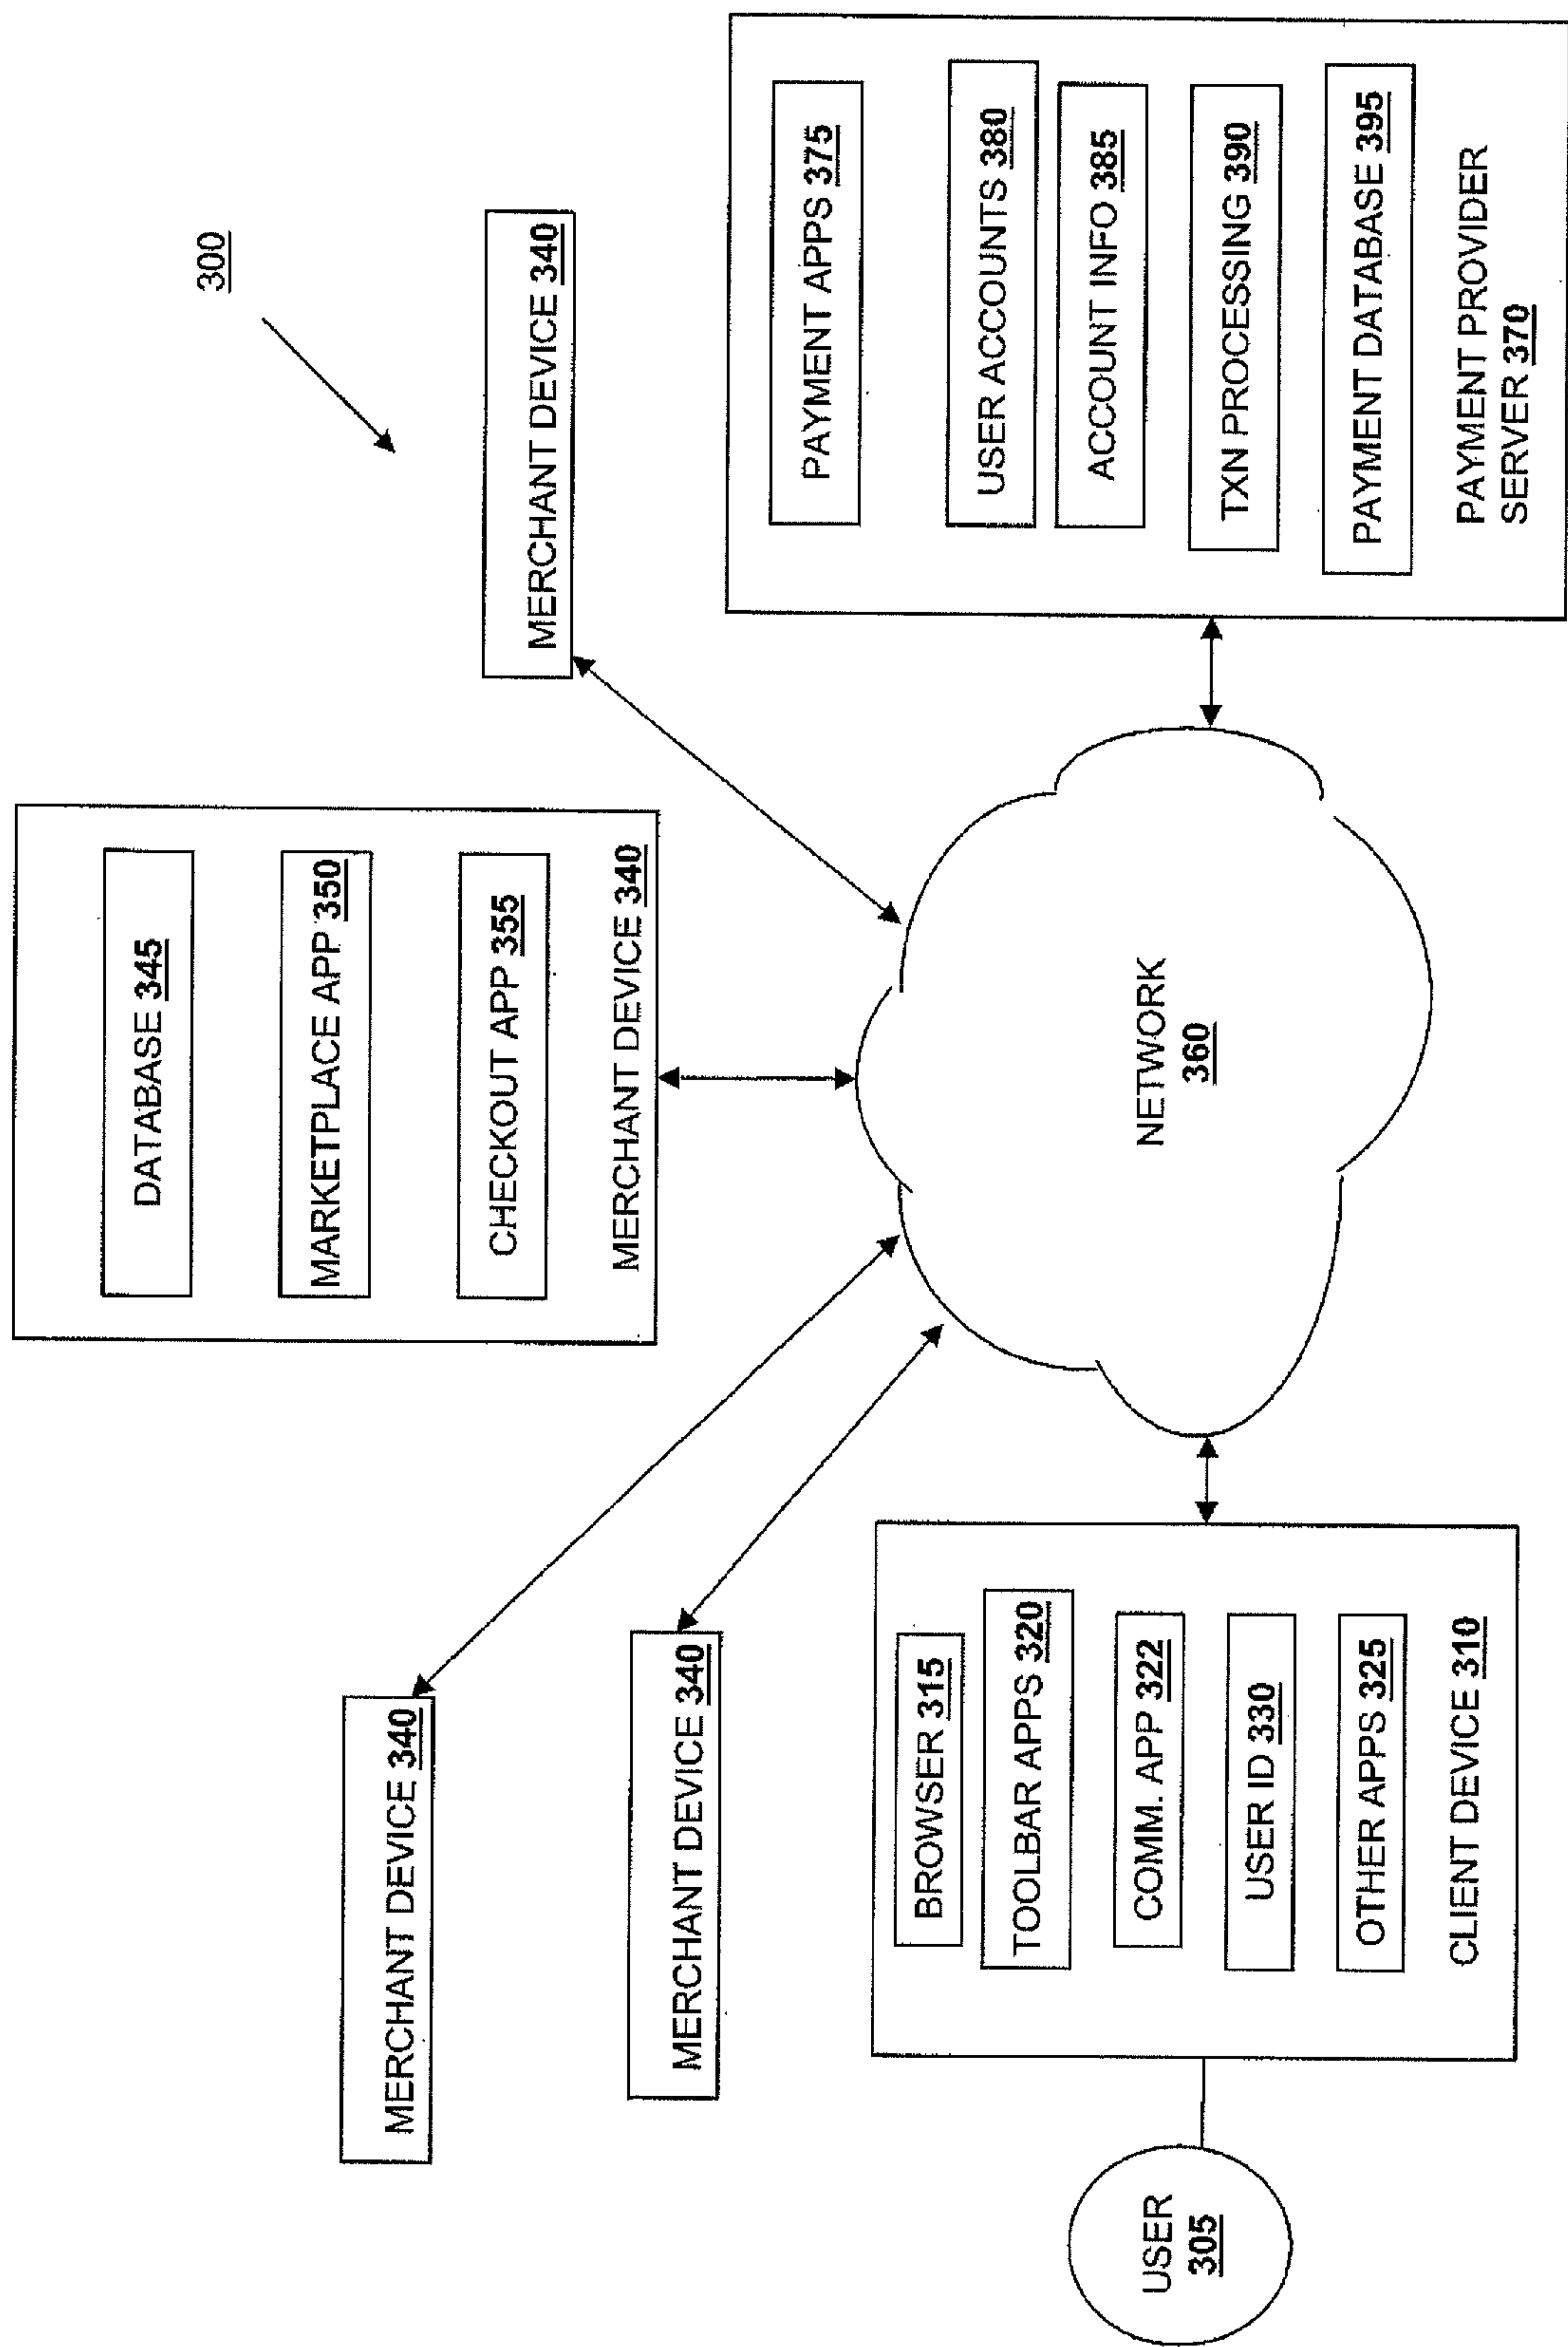 300
MERCHANT DEVICE 340
MERCHANT DEVICE 340
DATABASE 345
MARKETPLACE APP 350
CHECKOUT APP 355
MERCHANT DEVICE 340
MERCHANT DEVICE 340
USER
305
BROWSER 315
TOOLBAR APPS 320
COMM. APP 322
USER ID 330
OTHER APPS 325
CLIENT DEVICE 310
NETWORK
360
PAYMENT APPS 375
USER ACCOUNTS 380
ACCOUNT INFO 385
TXN PROCESSING 390
PAYMENT DATABASE 395
PAYMENT PROVIDER
SERVER 370